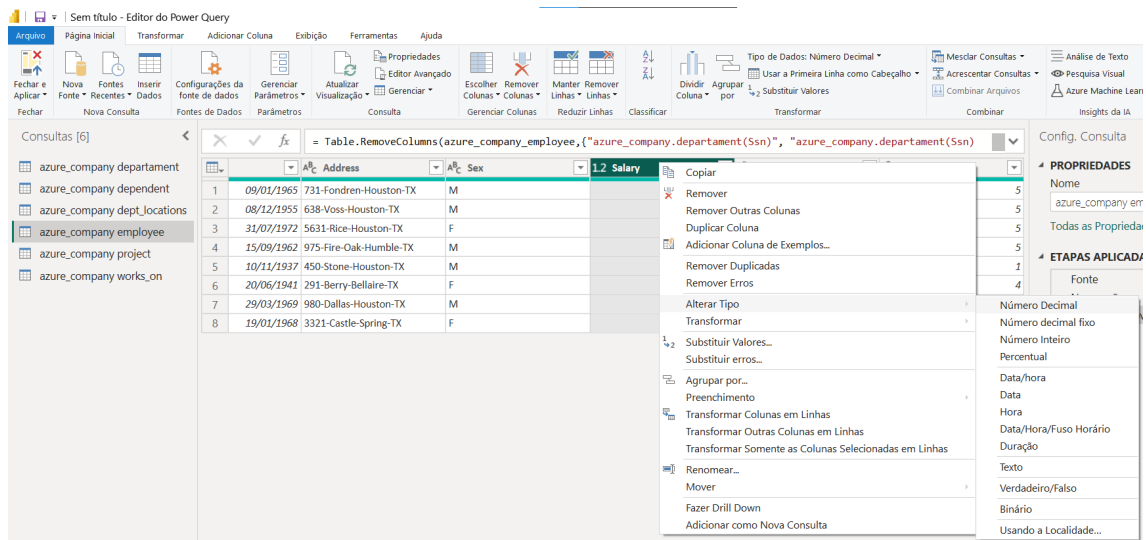 Sem título - Editor do Power Query
Arquivo Página Inicial Transformar Adicionar Coluna Exibição Ferramentas Ajuda
Fechar e Aplicar
Nova Fonte
Fontes Recentes
Inserir Dados
Configurações da fonte de dados
Gerenciar Parâmetros
Atualizar Visualização
Propriedades
Editor Avançado
Gerenciar
Escolher Colunas
Remover Colunas
Manter Linhas
Remover Linhas
Dividir Coluna
Agrupar por
Tipo de Dados: Número Decimal
Usar a Primeira Linha como Cabeçalho
1 2 Substituir Valores
Mesclar Consultas
Acrescentar Consultas
Combinar Arquivos
Análise de Texto
Pesquisa Visual
Azure Machine Lear
Fechar Nova Consulta Fontes de Dados Parâmetros Consulta Gerenciar Colunas Reduzir Linhas Classificar Transformar Combinar Insights da IA
Consultas [6]
azure_company departament
azure_company dependent
azure_company dept_locations
azure_company employee
azure_company project
azure_company works_on
fx = Table.RemoveColumns(azure_company_employee,{"azure_company.departament(Ssn)", "azure_company.departament(Ssn)
ABC Address ABC Sex 1.2 Salary
1 09/01/1965 731-Fondren-Houston-TX M 5
2 08/12/1955 638-Voss-Houston-TX M 5
3 31/07/1972 5631-Rice-Houston-TX F 5
4 15/09/1962 975-Fire-Oak-Humble-TX M 5
5 10/11/1937 450-Stone-Houston-TX M 1
6 20/06/1941 291-Berry-Bellaire-TX F 4
7 29/03/1969 980-Dallas-Houston-TX M
8 19/01/1968 3321-Castle-Spring-TX F
Copiar
Remover
Remover Outras Colunas
Duplicar Coluna
Adicionar Coluna de Exemplos...
Remover Duplicadas
Remover Erros
Alterar Tipo
Transformar
1 2 Substituir Valores...
Substituir erros...
Agrupar por...
Preenchimento
Transformar Colunas em Linhas
Transformar Outras Colunas em Linhas
Transformar Somente as Colunas Selecionadas em Linhas
Renomear...
Mover
Fazer Drill Down
Adicionar como Nova Consulta
Número Decimal
Número decimal fixo
Número Inteiro
Percentual
Data/hora
Data
Hora
Data/Hora/Fuso Horário
Duração
Texto
Verdadeiro/Falso
Binário
Usando a Localidade...
Config. Consulta
PROPRIEDADES
Nome
azure_company em
Todas as Proprieda
ETAPAS APLICADA
Fonte